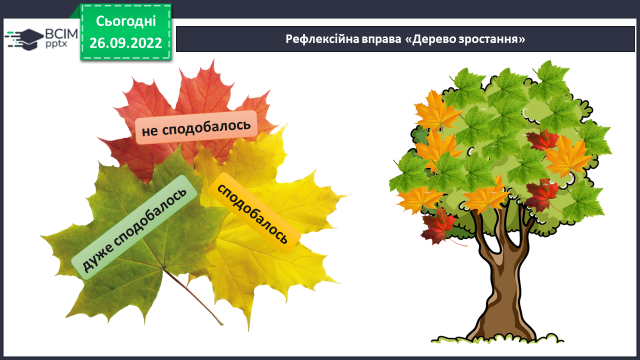 ВСІМ
pptx
Сьогодні
26.09.2022
Рефлексійна вправа «Дерево зростання»
не сподобалось
дуже сподобалось
сподобалось